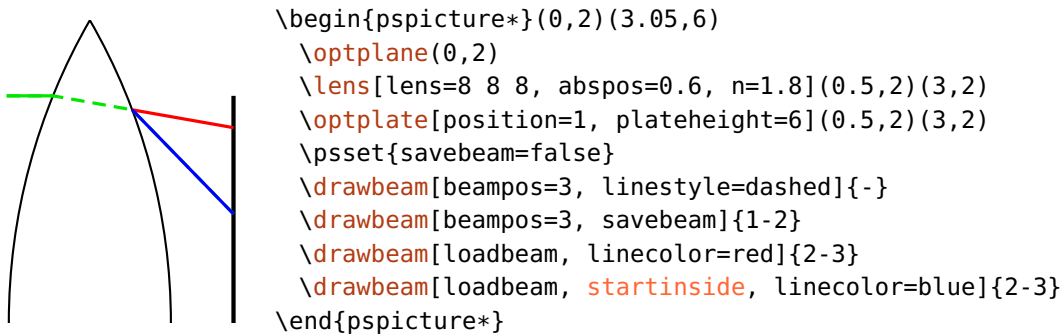 \begin{pspicture*}(0,2)(3.05,6)
  \optplane(0,2)
  \lens[lens=8 8 8, abspos=0.6, n=1.8](0.5,2)(3,2)
  \optplate[position=1, plateheight=6](0.5,2)(3,2)
  \psset{savebeam=false}
  \drawbeam[beampos=3, linestyle=dashed]{-}
  \drawbeam[beampos=3, savebeam]{1-2}
  \drawbeam[loadbeam, linecolor=red]{2-3}
  \drawbeam[loadbeam, startinside, linecolor=blue]{2-3}
\end{pspicture*}